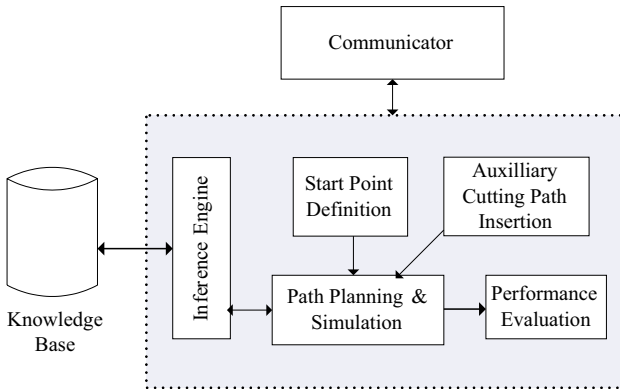 Communicator
Inference Engine
Start Point
Definition
Auxilliary
Cutting Path
Insertion
Path Planning &
Simulation
Performance
Evaluation
Knowledge
Base